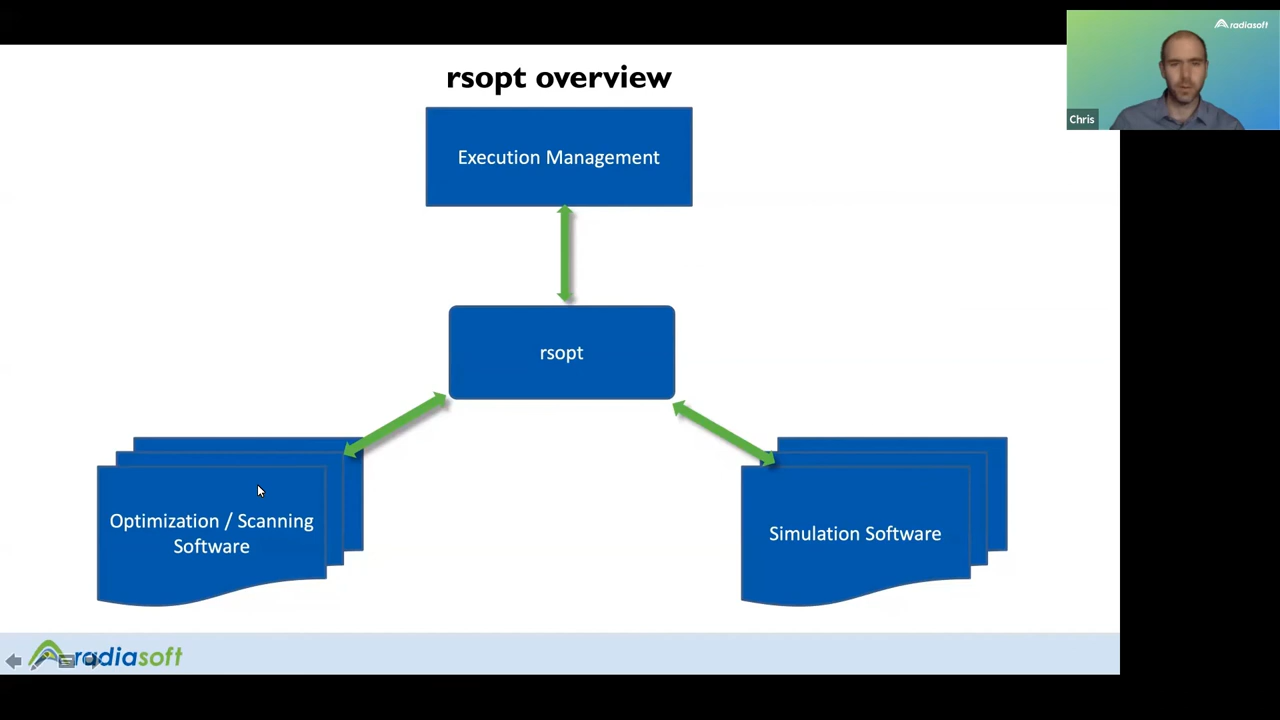 radiasoft
Chris
rsopt overview
Execution Management
rsopt
Optimization / Scanning
Software
Simulation Software
radiasoft